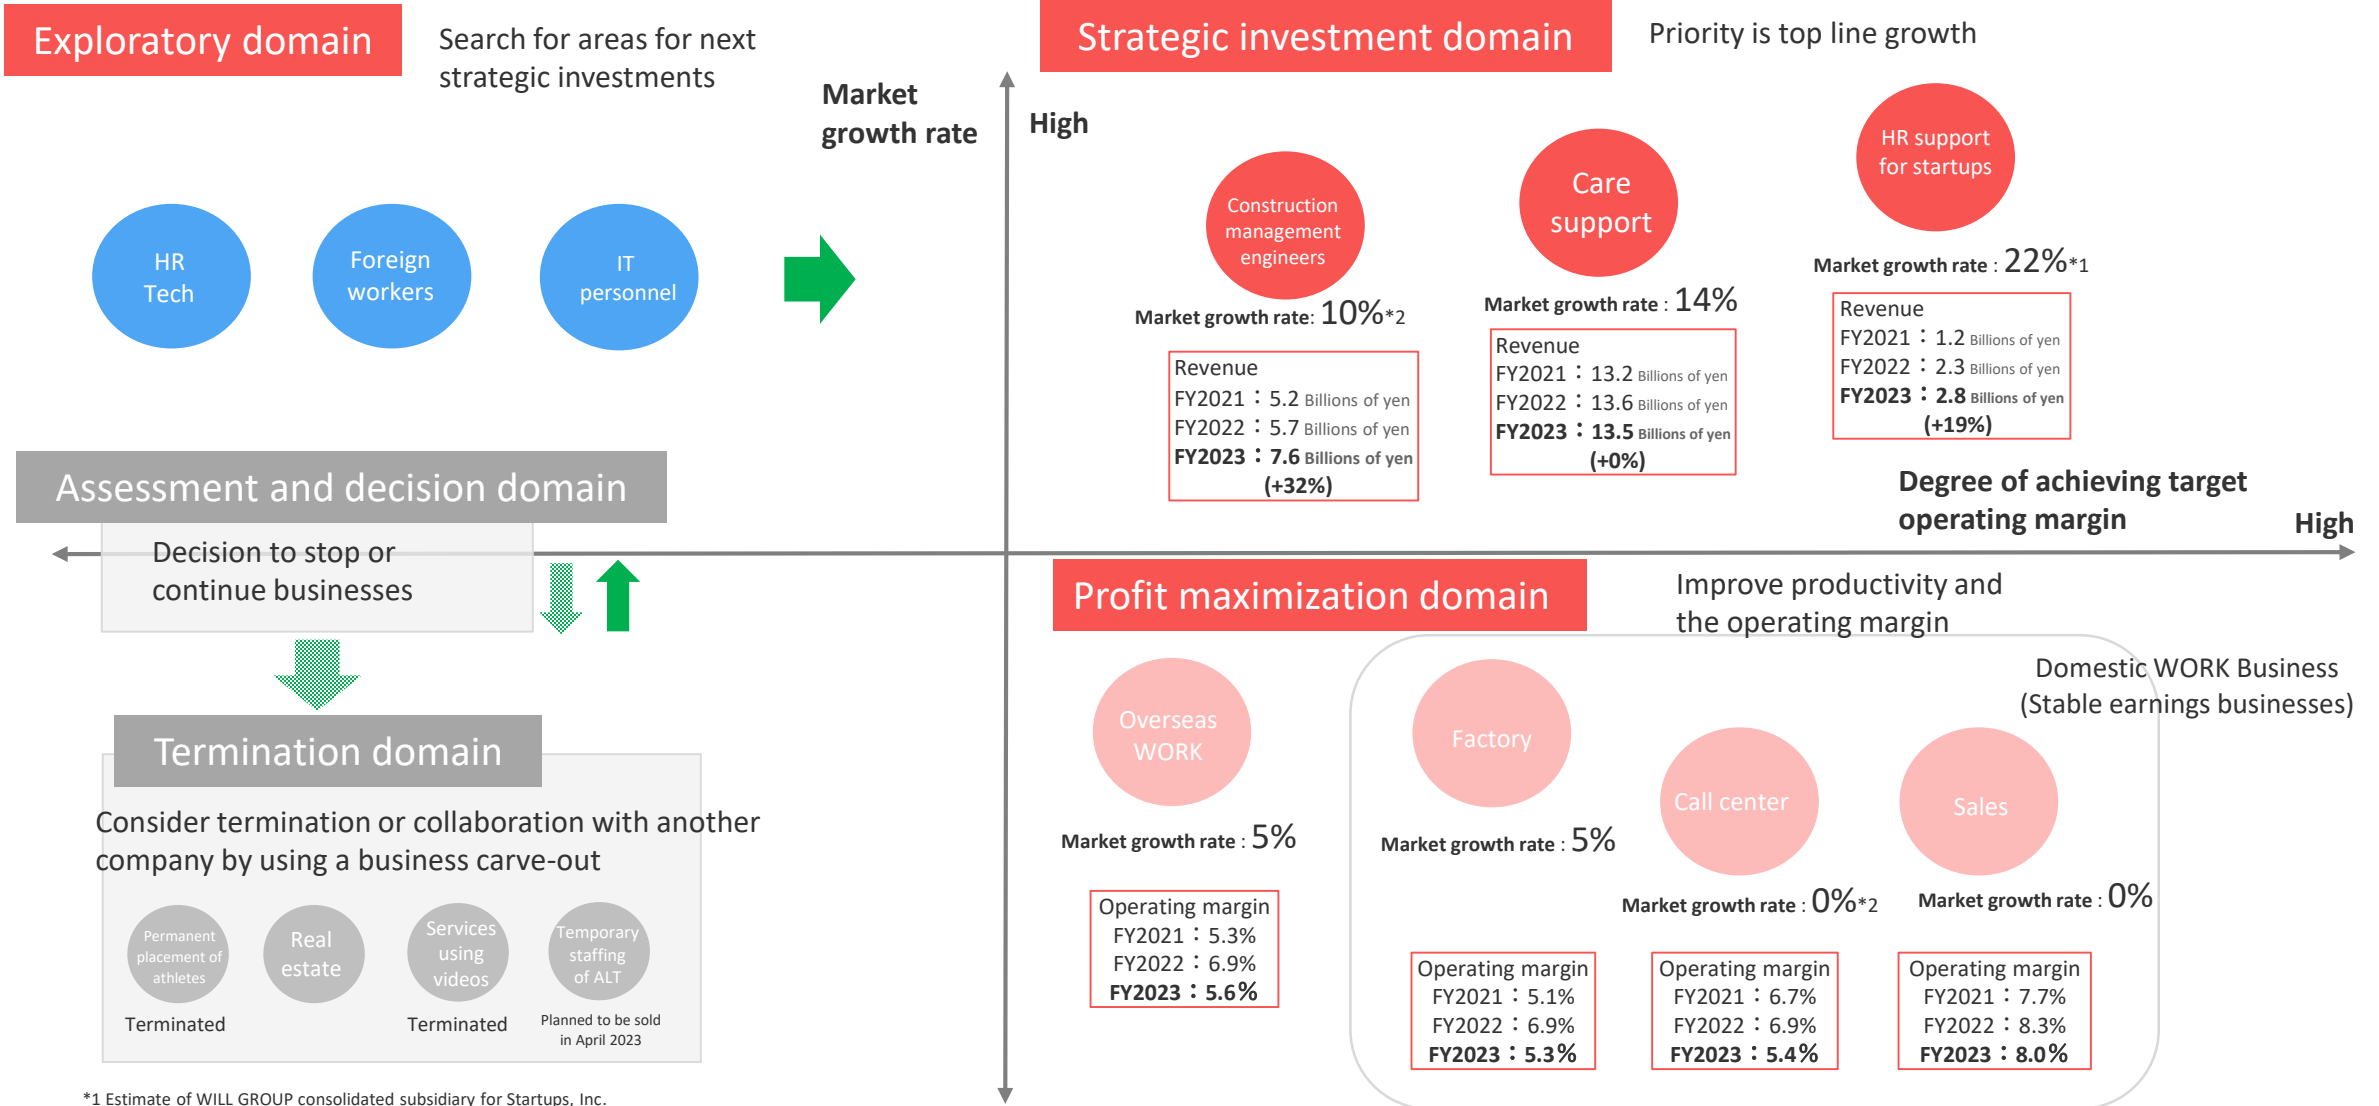 Exploratory domain
Search for areas for next
strategic investments
Market
growth rate
High
Strategic investment domain
Priority is top line growth
HR
Tech
Foreign
workers
IT
personnel
Construction
management
engineers
Market growth rate: 10%*2
Revenue
FY2021：5.2 Billions of yen
FY2022：5.7 Billions of yen
FY2023：7.6 Billions of yen
(+32%)
Care
support
Market growth rate : 14%
Revenue
FY2021：13.2 Billions of yen
FY2022：13.6 Billions of yen
FY2023：13.5 Billions of yen
(+0%)
HR support
for startups
Market growth rate : 22%*1
Revenue
FY2021：1.2 Billions of yen
FY2022：2.3 Billions of yen
FY2023：2.8 Billions of yen
(+19%)
Degree of achieving target
operating margin
High
Assessment and decision domain
Decision to stop or
continue businesses
Termination domain
Consider termination or collaboration with another
company by using a business carve-out
Permanent
placement of
athletes
Terminated
Real
estate
Services
using
videos
Terminated
Temporary
staffing
of ALT
Planned to be sold
in April 2023
Profit maximization domain
Improve productivity and
the operating margin
Domestic WORK Business
(Stable earnings businesses)
Overseas
WORK
Market growth rate : 5%
Operating margin
FY2021：5.3%
FY2022：6.9%
FY2023：5.6%
Factory
Market growth rate : 5%
Operating margin
FY2021：5.1%
FY2022：6.9%
FY2023：5.3%
Call center
Market growth rate : 0%*2
Operating margin
FY2021：6.7%
FY2022：6.9%
FY2023：5.4%
Sales
Market growth rate : 0%
Operating margin
FY2021：7.7%
FY2022：8.3%
FY2023：8.0%
*1 Estimate of WILL GROUP consolidated subsidiary for Startups, Inc.